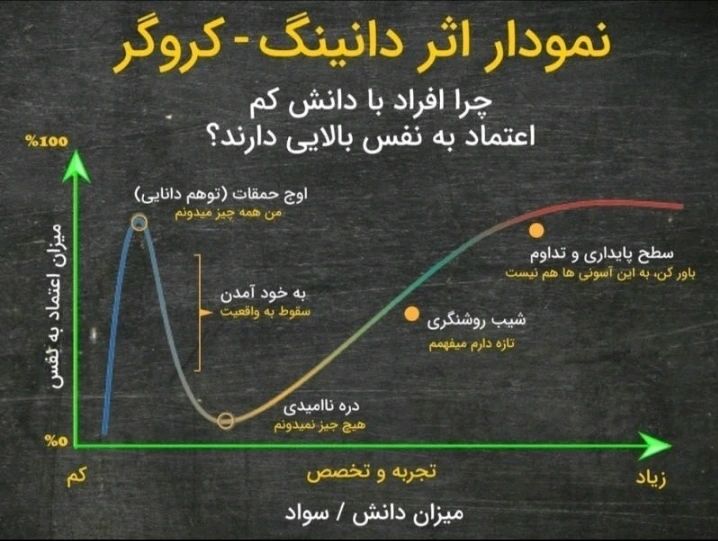 نمودار اثر دانینگ - کروگر
چرا افراد با دانش کم
اعتماد به نفس بالایی دارند؟
%100
اوج حمقات (توهم دانایی)
من همه چیز میدونم
میزان اعتماد به نفس
سطح پایداری و تداوم
باور کن، به این آسونی ها هم نیست
به خود آمدن
سقوط به واقعیت
شیب روشنگری
تازه دارم میفهمم
دره ناامیدی
هیچ چیز نمیدونم
%0
کم
تجربه و تخصص
زیاد
میزان دانش / سواد